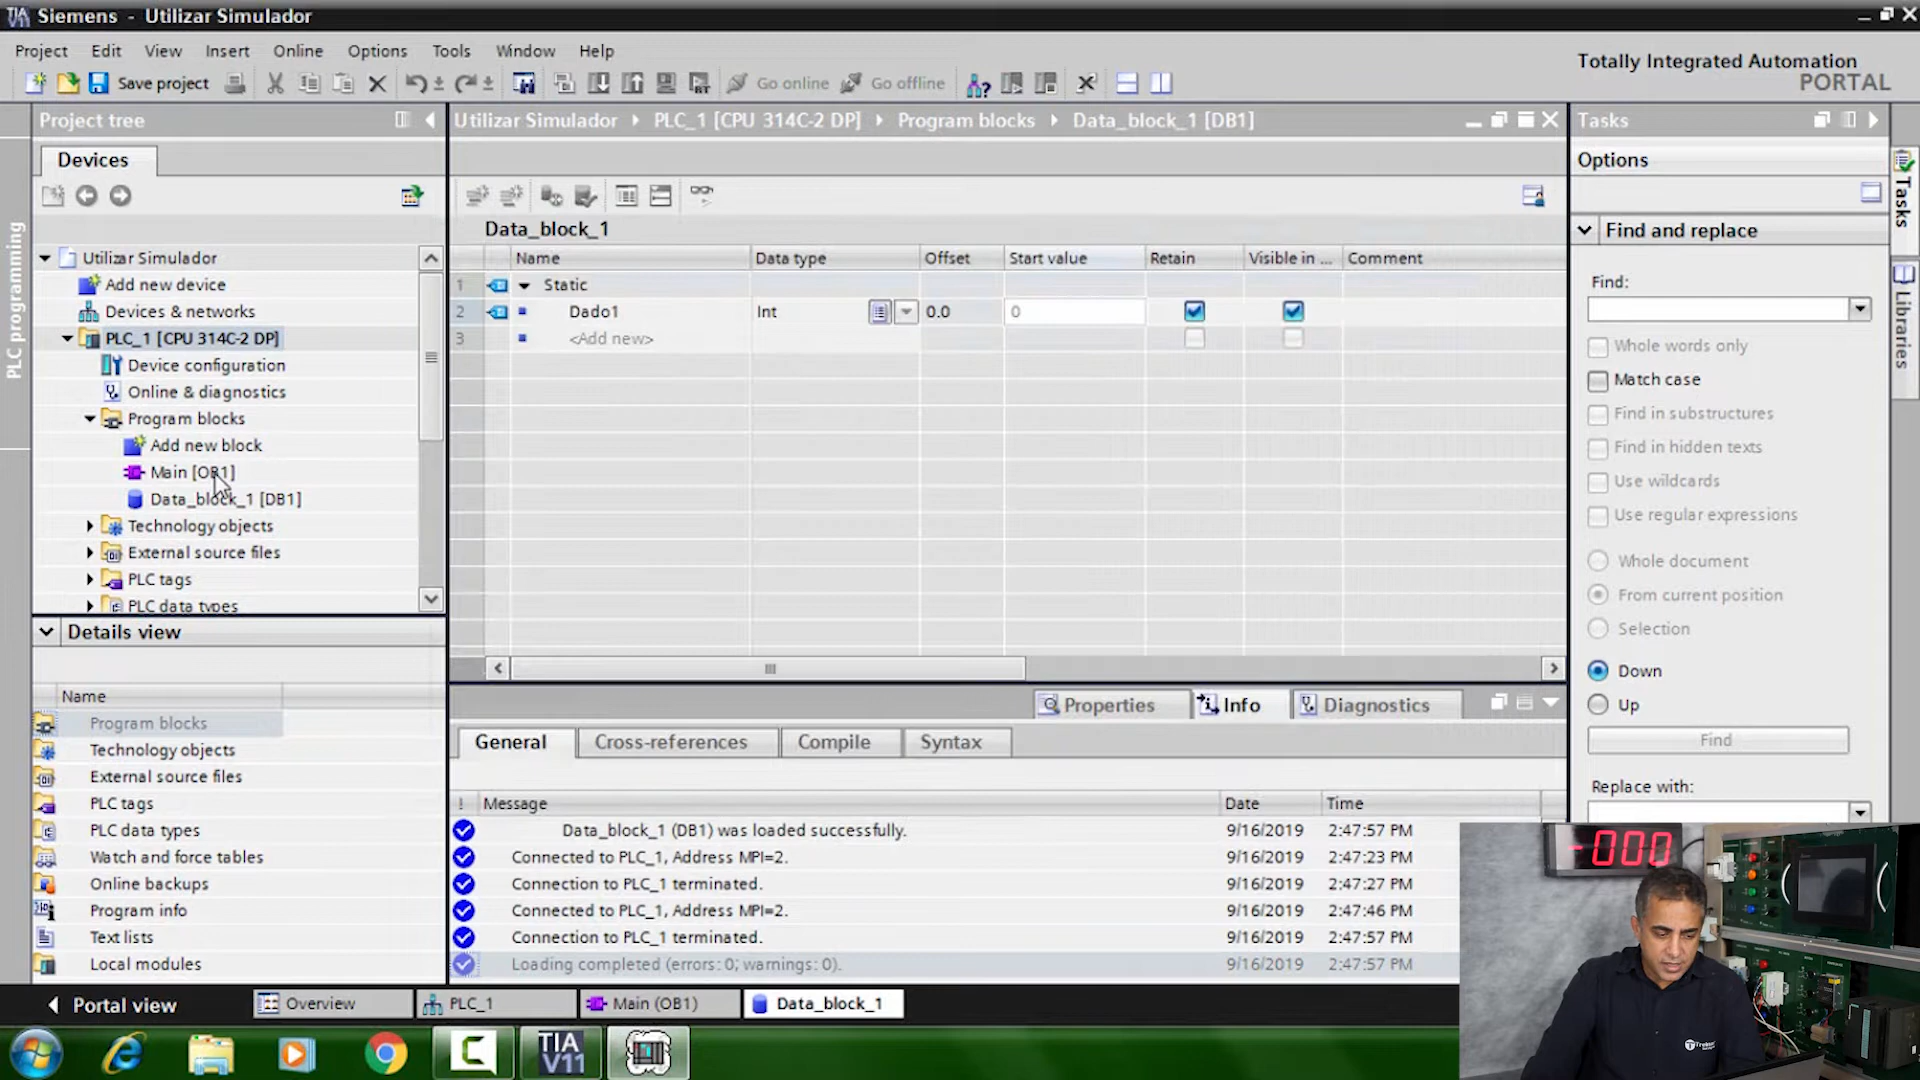 Siemens - Utilizar Simulador
Project Edit View Insert Online Options Tools Window Help
Totally Integrated Automation
PORTAL
Save project Go online Go offline
Project tree
Utilizar Simulador PLC_1 [CPU 314C-2 DP] Program blocks Data_block_1 [DB1]
Tasks
Devices
Options
PLC programming
Tasks
Libraries
Utilizar Simulador
Add new device
Devices & networks
PLC_1 [CPU 314C-2 DP]
Device configuration
Online & diagnostics
Program blocks
Add new block
Main [OB1]
Data_block_1 [DB1]
Technology objects
External source files
PLC tags
PLC data types
Data_block_1
Name Data type Offset Start value Retain Visible in ... Comment
1 Static
2 Dado1 Int 0.0 0
3 <Add new>
Find and replace
Find:
Whole words only
Match case
Find in substructures
Find in hidden texts
Use wildcards
Use regular expressions
Whole document
From current position
Selection
Down
Up
Find
Replace with:
Details view
Name
Program blocks
Technology objects
External source files
PLC tags
PLC data types
Watch and force tables
Online backups
Program info
Text lists
Local modules
Properties Info Diagnostics
General Cross-references Compile Syntax
! Message Date Time
Data_block_1 (DB1) was loaded successfully. 9/16/2019 2:47:57 PM
Connected to PLC_1, Address MPI=2. 9/16/2019 2:47:23 PM
Connection to PLC_1 terminated. 9/16/2019 2:47:27 PM
Connected to PLC_1, Address MPI=2. 9/16/2019 2:47:46 PM
Connection to PLC_1 terminated. 9/16/2019 2:47:57 PM
Loading completed (errors: 0; warnings: 0). 9/16/2019 2:47:57 PM
-000
Portal view Overview PLC_1 Main (OB1) Data_block_1
TIA
V11